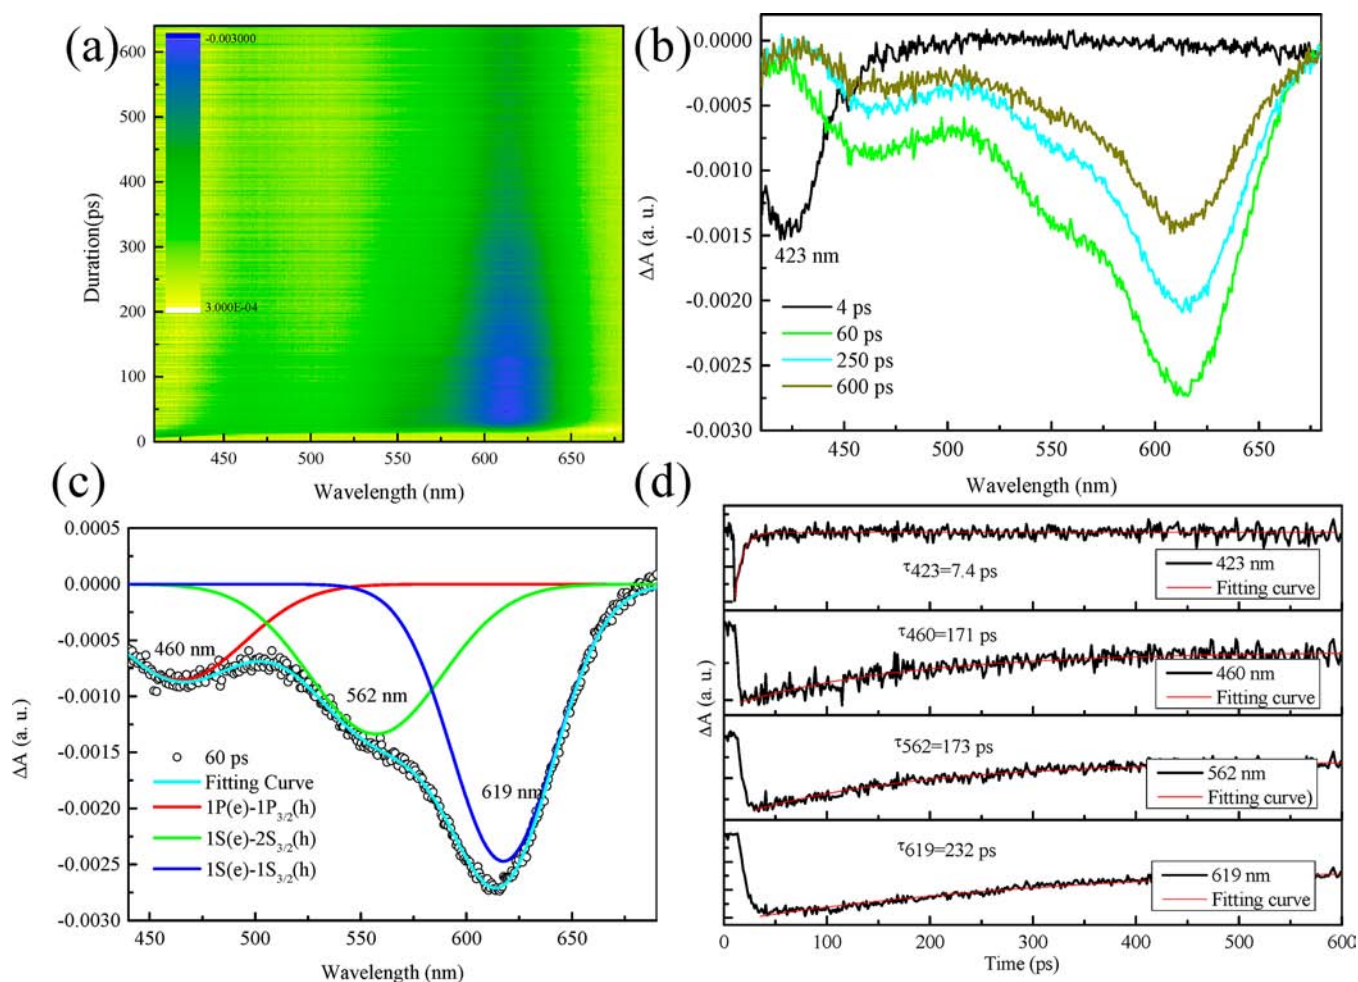 (a)
-0.003000
3.000E-04
600
500
400
300
200
100
0
Duration(ps)
450
500
550
600
650
Wavelength (nm)
(b)
0.0000
-0.0005
-0.0010
-0.0015
-0.0020
-0.0025
-0.0030
ΔA (a. u.)
423 nm
4 ps
60 ps
250 ps
600 ps
450
500
550
600
650
Wavelength (nm)
(c)
0.0005
0.0000
-0.0005
-0.0010
-0.0015
-0.0020
-0.0025
-0.0030
ΔA (a. u.)
460 nm
562 nm
619 nm
60 ps
Fitting Curve
1P(e)-1P3/2(h)
1S(e)-2S3/2(h)
1S(e)-1S3/2(h)
450
500
550
600
650
Wavelength (nm)
(d)
ΔA (a. u.)
τ423=7.4 ps
423 nm
Fitting curve
τ460=171 ps
460 nm
Fitting curve
τ562=173 ps
562 nm
Fitting curve)
τ619=232 ps
619 nm
Fitting curve
0
100
200
300
400
500
600
Time (ps)